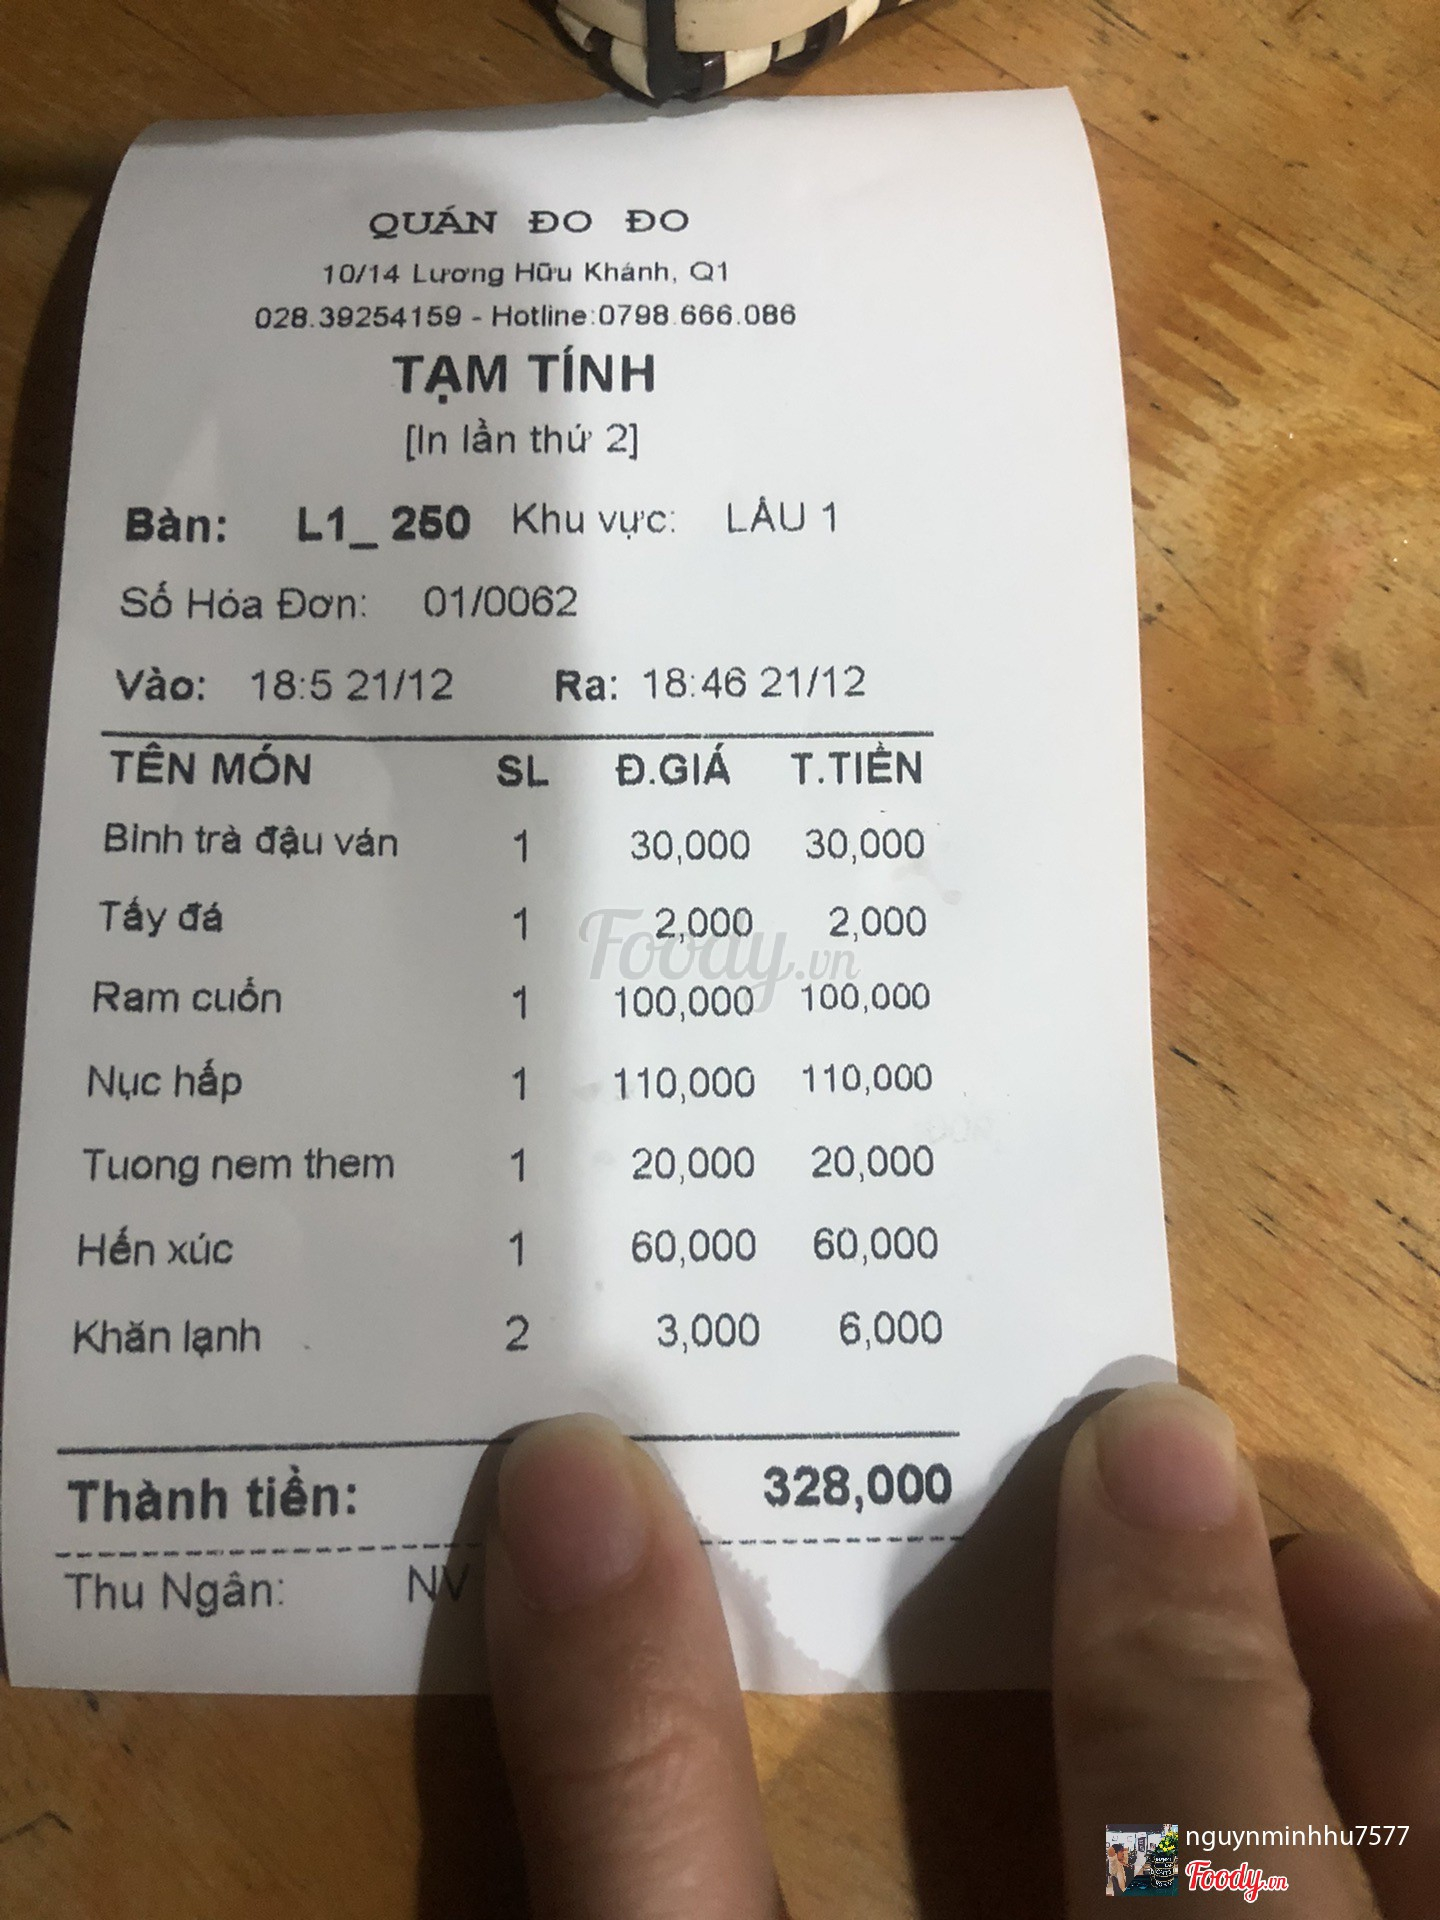 QUÁN ĐO ĐO
10/14 Lương Hữu Khánh, Q1
028.39254159 - Hotline:0798.666.086
TẠM TÍNH
[In lần thứ 2]
Bàn: L1_ 250 Khu vực: LẦU 1
Số Hóa Đơn: 01/0062
Vào: 18:5 21/12 Ra: 18:46 21/12
TÊN MÓN SL Đ.GIÁ T.TIỀN
Bình trà đậu ván 1 30,000 30,000
Tẩy đá 1 2,000 2,000
Ram cuốn 1 100,000 100,000
Nục hấp 1 110,000 110,000
Tuong nem them 1 20,000 20,000
Hến xúc 1 60,000 60,000
Khăn lạnh 2 3,000 6,000
Thành tiền: 328,000
Thu Ngân: NV
Foody.vn
nguynminhhu7577
Foody.vn